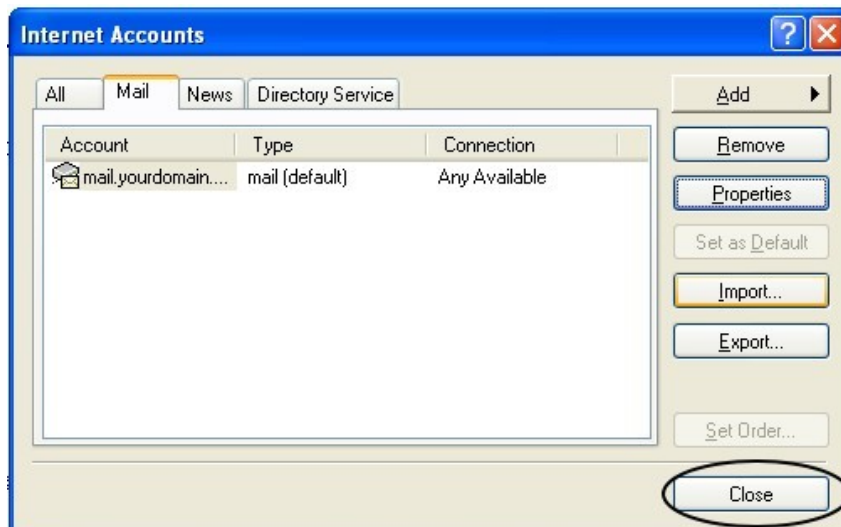 Internet Accounts
All Mail News Directory Service
Account Type Connection
mail.yourdomain.... mail (default) Any Available
Add
Remove
Properties
Set as Default
Import...
Export...
Set Order...
Close